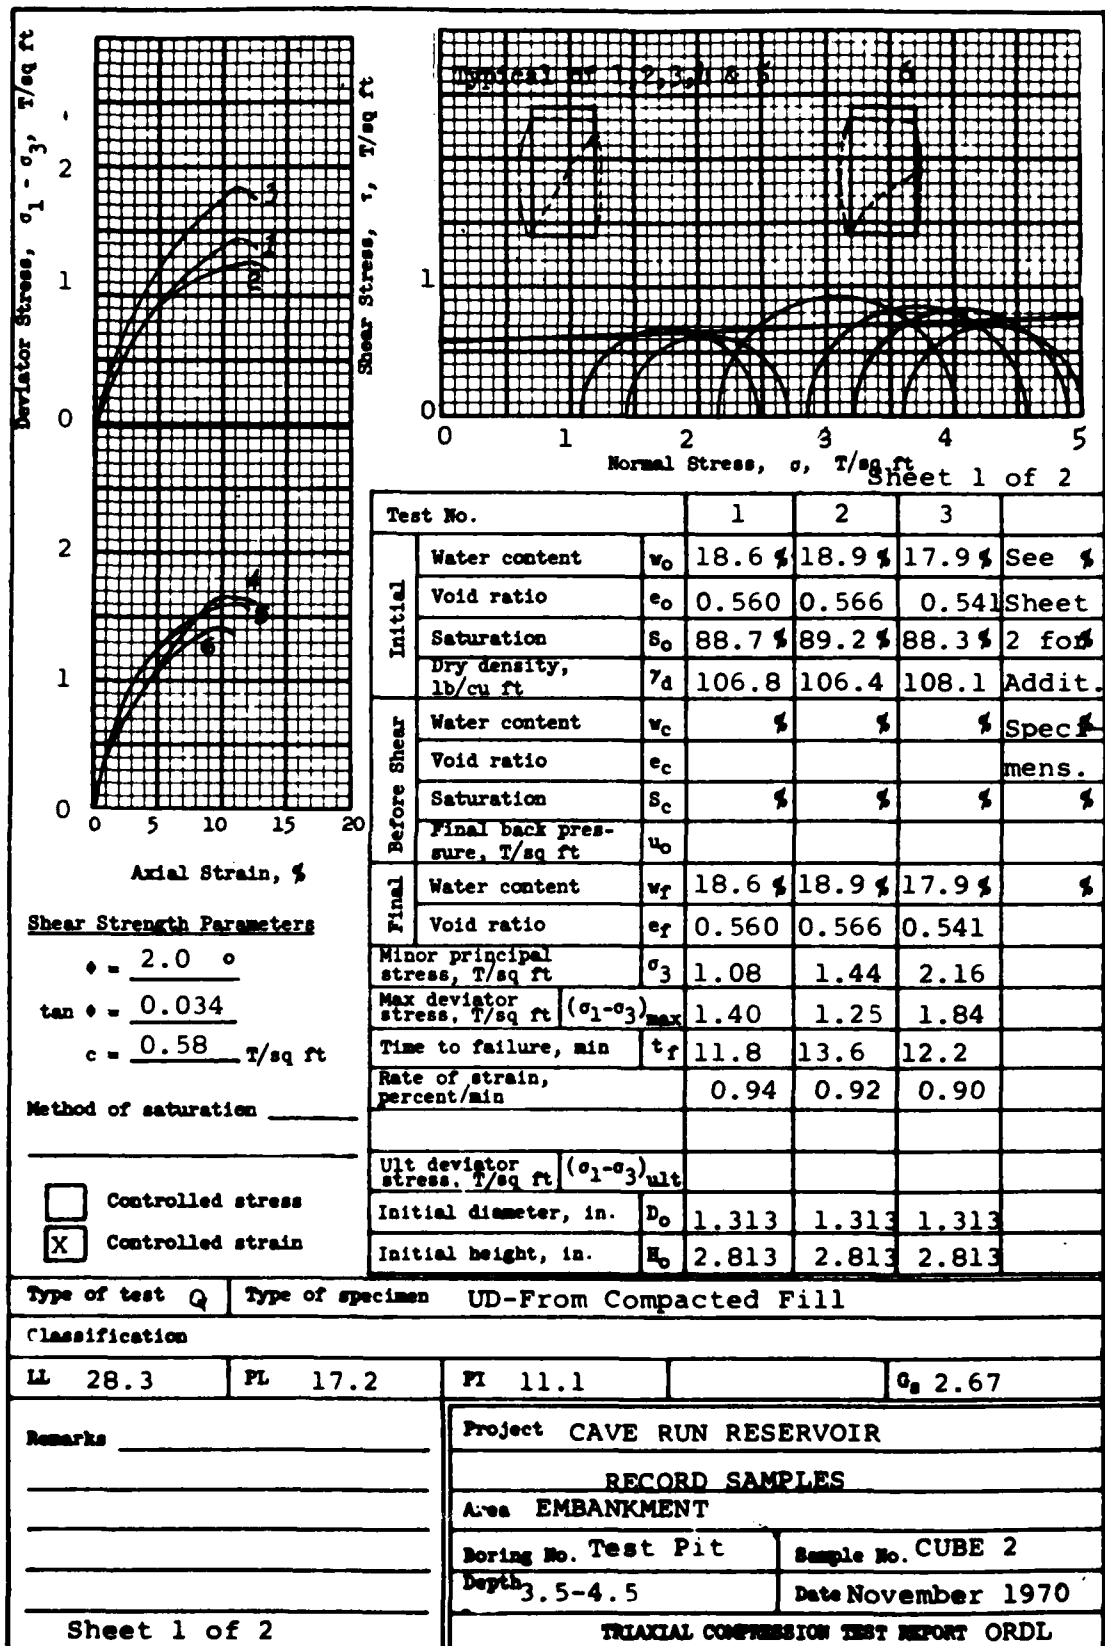 Deviator Stress, σ1 - σ3, T/sq ft
2
1
0
2
1
0
3
1
2
4
5
6
0 5 10 15 20
Axial Strain, %
Shear Stress, τ, T/sq ft
Typical of 1,2,3,4 & 5 6
1
0
0 1 2 3 4 5
Normal Stress, σ, T/sq ft
Sheet 1 of 2
Test No. 1 2 3
Initial
Water content wo 18.6 % 18.9 % 17.9 % See %
Void ratio eo 0.560 0.566 0.541 Sheet
Saturation So 88.7 % 89.2 % 88.3 % 2 for %
Dry density, lb/cu ft γd 106.8 106.4 108.1 Addit.
Before Shear
Water content wc % % % Speci- %
Void ratio ec mens.
Saturation Sc % % % %
Final back pres-
sure, T/sq ft uo
Final
Water content wf 18.6 % 18.9 % 17.9 % %
Void ratio ef 0.560 0.566 0.541
Minor principal
stress, T/sq ft σ3 1.08 1.44 2.16
Max deviator
stress, T/sq ft (σ1-σ3)max 1.40 1.25 1.84
Time to failure, min tf 11.8 13.6 12.2
Rate of strain,
percent/min 0.94 0.92 0.90
Ult deviator
stress, T/sq ft (σ1-σ3)ult
Initial diameter, in. Do 1.313 1.313 1.313
Initial height, in. Ho 2.813 2.813 2.813
Shear Strength Parameters
φ = 2.0 °
tan φ = 0.034
c = 0.58 T/sq ft
Method of saturation
Controlled stress
X Controlled strain
Type of test Q Type of specimen UD-From Compacted Fill
Classification
LL 28.3 PL 17.2 PI 11.1 Gs 2.67
Remarks
Project CAVE RUN RESERVOIR
RECORD SAMPLES
Area EMBANKMENT
Boring No. Test Pit Sample No. CUBE 2
Depth 3.5-4.5 Date November 1970
Sheet 1 of 2
TRIAXIAL COMPRESSION TEST REPORT ORDL